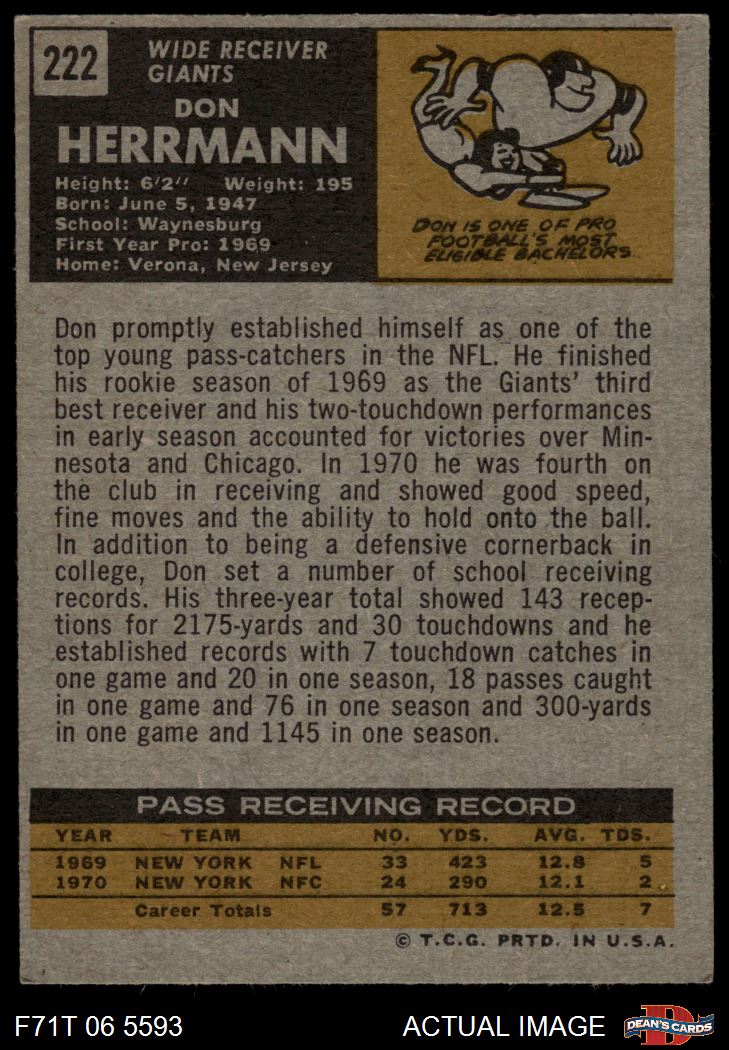 222
WIDE RECEIVER
GIANTS
DON
HERRMANN
Height: 6'2" Weight: 195
Born: June 5, 1947
School: Waynesburg
First Year Pro: 1969
Home: Verona, New Jersey
DON IS ONE OF PRO
FOOTBALL'S MOST
ELIGIBLE BACHELORS.
Don promptly established himself as one of the
top young pass-catchers in the NFL. He finished
his rookie season of 1969 as the Giants' third
best receiver and his two-touchdown performances
in early season accounted for victories over Min-
nesota and Chicago. In 1970 he was fourth on
the club in receiving and showed good speed,
fine moves and the ability to hold onto the ball.
In addition to being a defensive cornerback in
college, Don set a number of school receiving
records. His three-year total showed 143 recep-
tions for 2175-yards and 30 touchdowns and he
established records with 7 touchdown catches in
one game and 20 in one season, 18 passes caught
in one game and 76 in one season and 300-yards
in one game and 1145 in one season.
PASS RECEIVING RECORD
YEAR TEAM NO. YDS. AVG. TDS.
1969 NEW YORK NFL 33 423 12.8 5
1970 NEW YORK NFC 24 290 12.1 2
Career Totals 57 713 12.5 7
© T.C.G. PRTD. IN U.S.A.
F71T 06 5593 ACTUAL IMAGE DEAN'S CARDS